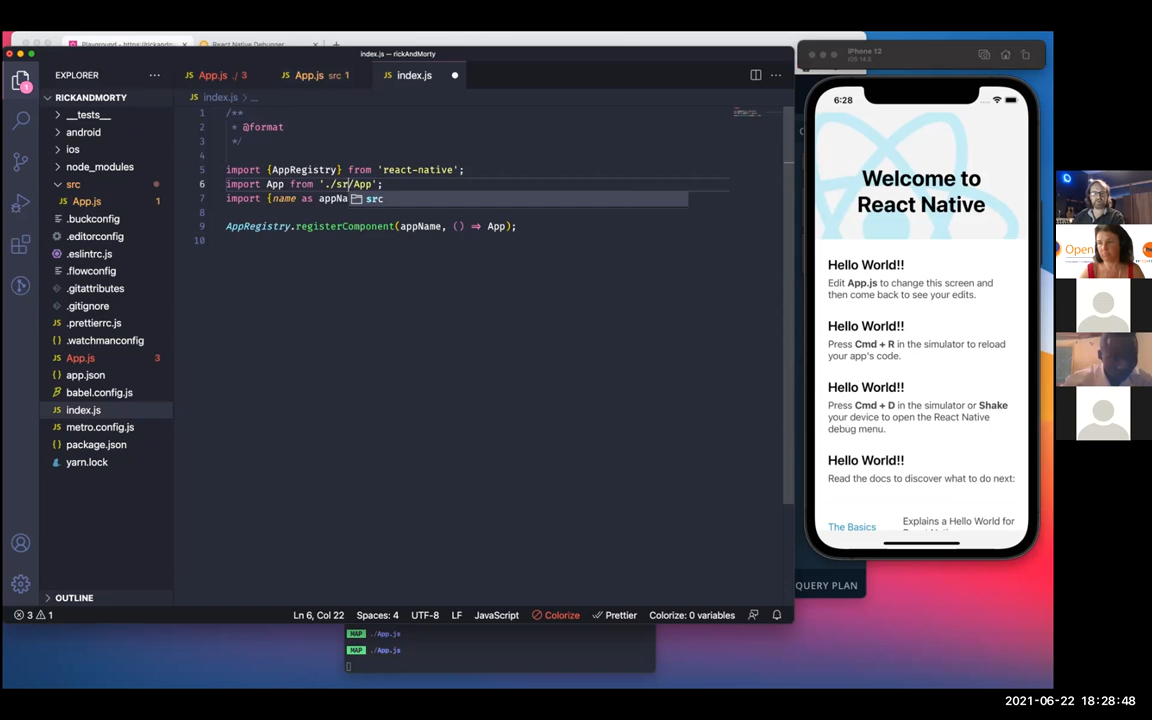 Playground - https://rickandm
React Native Debugger
index.js — rickAndMorty
iPhone 12
iOS 14.5
EXPLORER
App.js ./ 3
App.js src 1
index.js
RICKANDMORTY
index.js > ...
__tests__
android
ios
node_modules
src
App.js 1
.buckconfig
.editorconfig
.eslintrc.js
.flowconfig
.gitattributes
.gitignore
.prettierrc.js
.watchmanconfig
App.js 3
app.json
babel.config.js
index.js
metro.config.js
package.json
yarn.lock
OUTLINE
1 /**
2 * @format
3 */
4
5 import {AppRegistry} from 'react-native';
6 import App from './sr/App';
7 import {name as appNa
src
8
9 AppRegistry.registerComponent(appName, () => App);
10
3 1
Ln 6, Col 22
Spaces: 4
UTF-8
LF
JavaScript
Colorize
Prettier
Colorize: 0 variables
MAP ./App.js
MAP ./App.js
QUERY PLAN
6:28
Welcome to
React Native
Hello World!!
Edit App.js to change this screen and
then come back to see your edits.
Hello World!!
Press Cmd + R in the simulator to reload
your app's code.
Hello World!!
Press Cmd + D in the simulator or Shake
your device to open the React Native
debug menu.
Hello World!!
Read the docs to discover what to do next:
The Basics
Explains a Hello World for
Open
2021-06-22 18:28:48